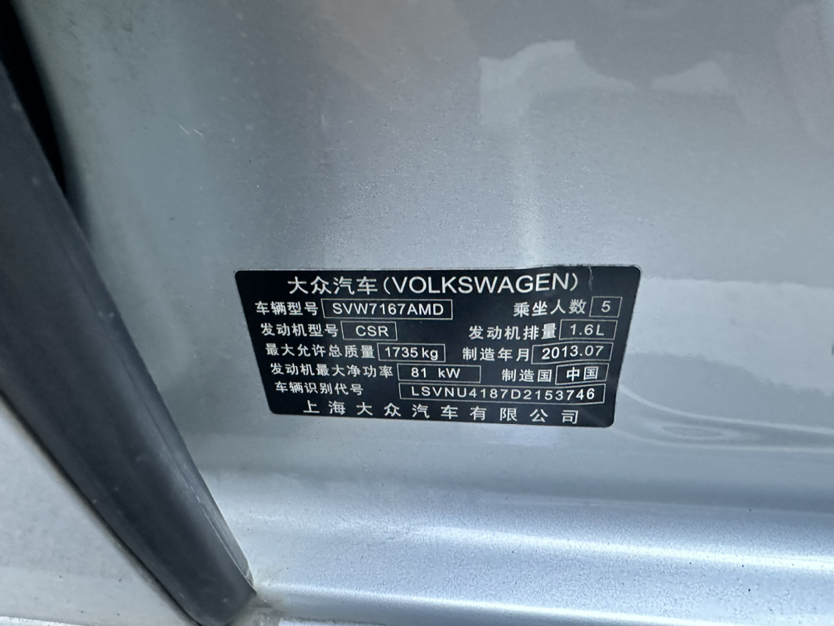 大众汽车(VOLKSWAGEN)
车辆型号 SVW7167AMD 乘坐人数 5
发动机型号 CSR 发动机排量 1.6L
最大允许总质量 1735kg 制造年月 2013.07
发动机最大净功率 81 kW 制造国 中国
车辆识别代号 LSVNU4187D2153746
上海大众汽车有限公司